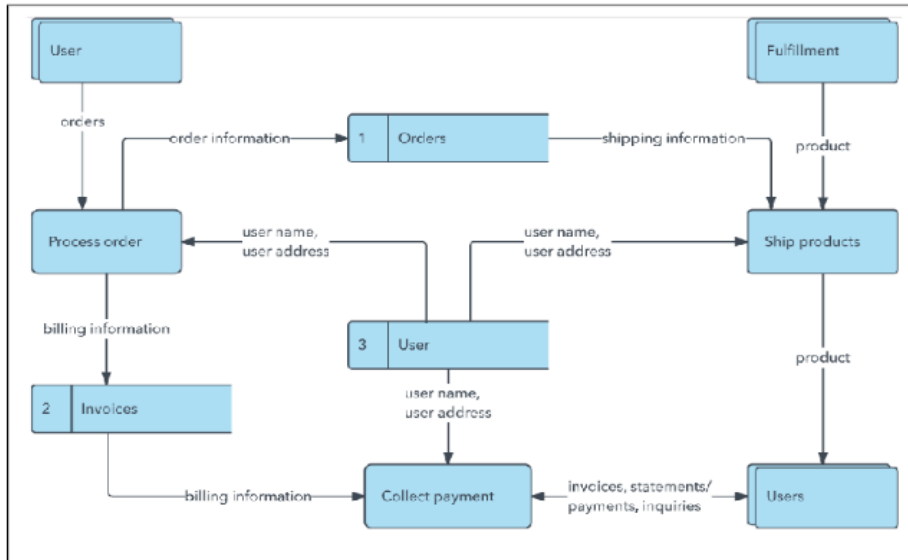 User
Fulfillment
orders
order information
1
Orders
shipping information
product
Process order
user name,
user address
user name,
user address
Ship products
billing information
3
User
product
2
Invoices
user name,
user address
billing information
Collect payment
invoices, statements/
payments, inquiries
Users